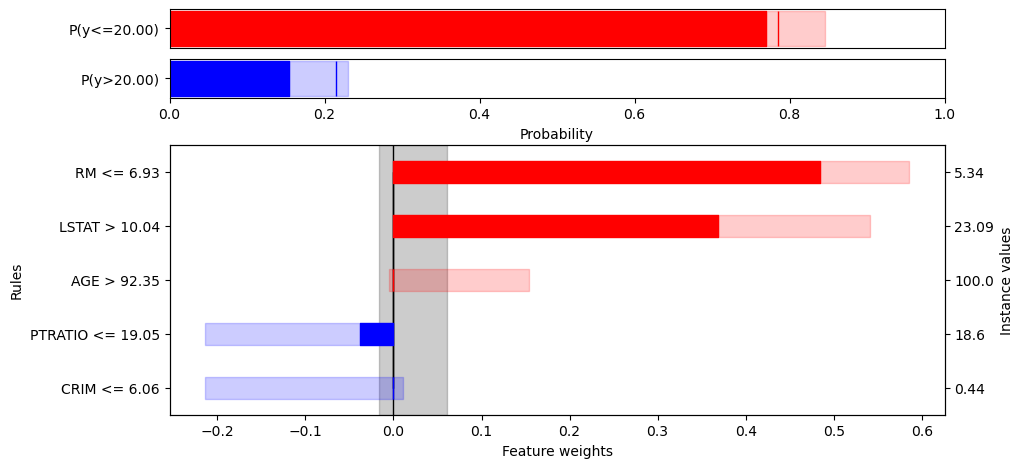 P(y<=20.00)
P(y>20.00)
0.0 0.2 0.4 0.6 0.8 1.0
Probability
RM <= 6.93 5.34
LSTAT > 10.04 23.09
AGE > 92.35 100.0
PTRATIO <= 19.05 18.6
CRIM <= 6.06 0.44
Rules
Instance values
−0.2 −0.1 0.0 0.1 0.2 0.3 0.4 0.5 0.6
Feature weights